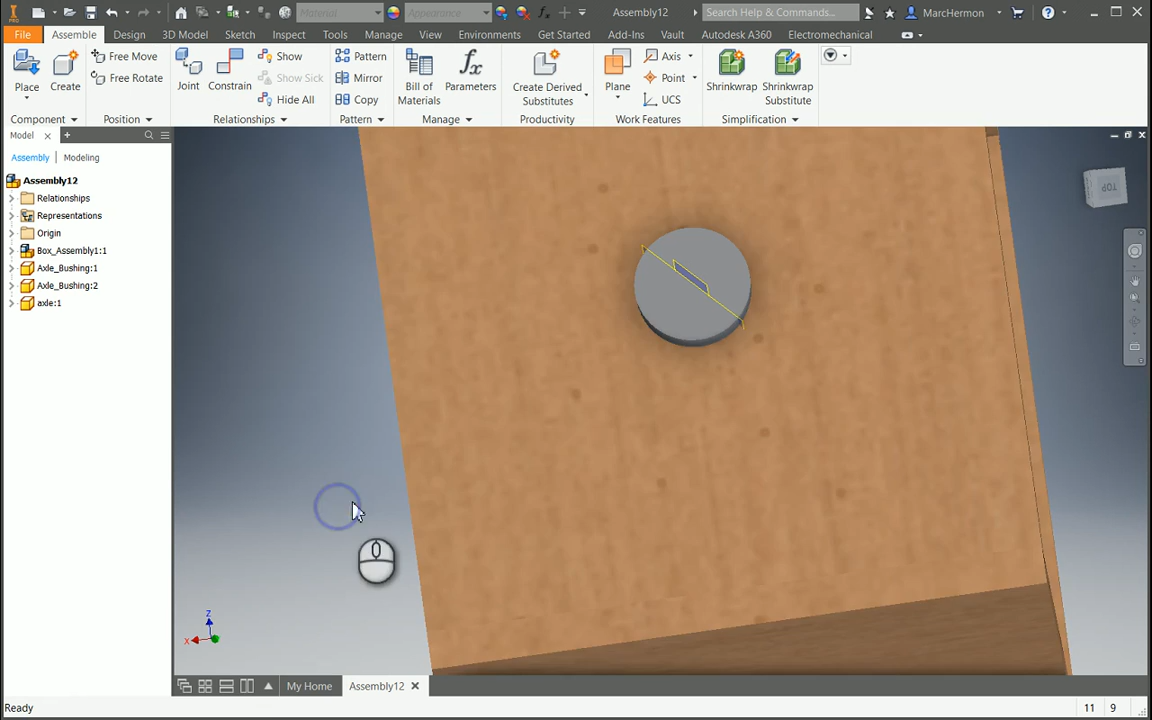 PRO
Material
Appearance
Assembly12
Search Help & Commands...
MarcHermon
File
Assemble
Design
3D Model
Sketch
Inspect
Tools
Manage
View
Environments
Get Started
Add-Ins
Vault
Autodesk A360
Electromechanical
Place
Create
Free Move
Free Rotate
Joint
Constrain
Show
Show Sick
Hide All
Pattern
Mirror
Copy
Bill of
Materials
Parameters
Create Derived
Substitutes
Plane
Axis
Point
UCS
Shrinkwrap
Shrinkwrap
Substitute
Component
Position
Relationships
Pattern
Manage
Productivity
Work Features
Simplification
Model
Assembly
Modeling
Assembly12
Relationships
Representations
Origin
Box_Assembly1:1
Axle_Bushing:1
Axle_Bushing:2
axle:1
TOP
Z
X
My Home
Assembly12
Ready
11
9